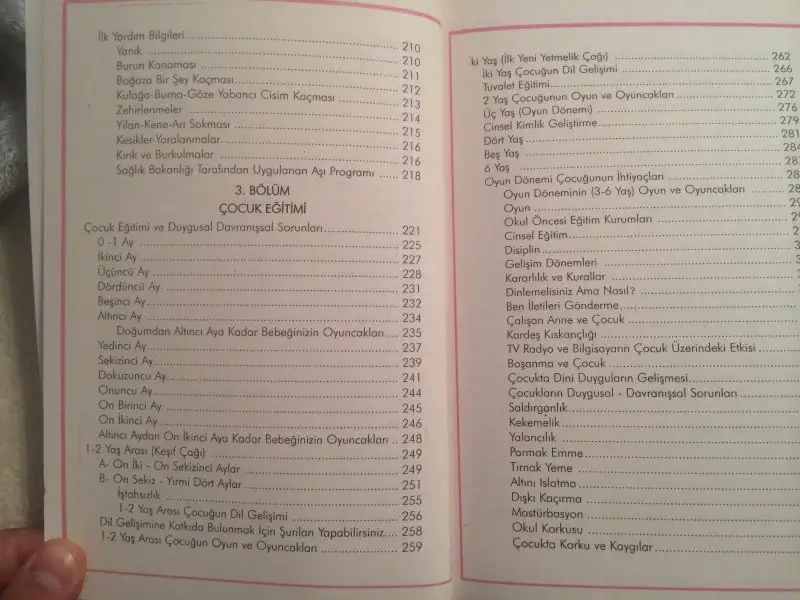 İlk Yardım Bilgileri ........ 210
Yanık ........ 210
Burun Kanaması ........ 211
Boğaza Bir Şey Kaçması ........ 212
Kulağa-Burna-Göze Yabancı Cisim Kaçması ........ 213
Zehirlenmeler ........ 214
Yılan-Kene-Arı Sokması ........ 215
Kesikler-Yaralanmalar ........ 216
Kırık ve Burkulmalar ........ 216
Sağlık Bakanlığı Tarafından Uygulanan Aşı Programı ...... 218
3. BÖLÜM
ÇOCUK EĞİTİMİ
Çocuk Eğitimi ve Duygusal Davranışsal Sorunları ........ 221
0 -1 Ay ........ 225
İkinci Ay ........ 227
Üçüncü Ay ........ 228
Dördüncü Ay ........ 231
Beşinci Ay ........ 232
Altıncı Ay ........ 234
Doğumdan Altıncı Aya Kadar Bebeğinizin Oyuncakları .... 235
Yedinci Ay ........ 237
Sekizinci Ay ........ 239
Dokuzuncu Ay ........ 241
Onuncu Ay ........ 244
On Birinci Ay ........ 245
On İkinci Ay ........ 246
Altıncı Aydan On İkinci Aya Kadar Bebeğinizin Oyuncakları .. 248
1-2 Yaş Arası (Keşif Çağı) ........ 249
A- On İki - On Sekizinci Aylar ........ 249
B- On Sekiz - Yirmi Dört Aylar ........ 251
İştahsızlık ........ 255
1-2 Yaş Arası Çocuğun Dil Gelişimi ........ 256
Dil Gelişimine Katkıda Bulunmak İçin Şunları Yapabilirsiniz.... 258
1-2 Yaş Arası Çocuğun Oyun ve Oyuncakları ........ 259
ki Yaş (İlk Yeni Yetmelik Çağı) ........ 262
İki Yaş Çocuğun Dil Gelişimi ........ 266
Tuvalet Eğitimi ........ 267
2 Yaş Çocuğunun Oyun ve Oyuncakları ........ 272
Üç Yaş (Oyun Dönemi) ........ 276
Cinsel Kimlik Geliştirme ........ 279
Dört Yaş ........ 281
Beş Yaş ........ 284
6 Yaş ........ 28
Oyun Dönemi Çocuğunun İhtiyaçları ........ 28
Oyun Döneminin (3-6 Yaş) Oyun ve Oyuncakları ........ 28
Oyun ........ 29
Okul Öncesi Eğitim Kurumları ........ 2
Cinsel Eğitim ........ 2
Disiplin ........ 3
Gelişim Dönemleri ........
Kararlılık ve Kurallar ........
Dinlemelisiniz Ama Nasıl? ........
Ben İletileri Gönderme ........
Çalışan Anne ve Çocuk ........
Kardeş Kıskançlığı ........
TV Radyo ve Bilgisayarın Çocuk Üzerindeki Etkisi ........
Boşanma ve Çocuk ........
Çocukta Dini Duyguların Gelişmesi ........
Çocukların Duygusal - Davranışsal Sorunları ........
Saldırganlık ........
Kekemelik ........
Yalancılık ........
Parmak Emme ........
Tırnak Yeme ........
Altını Islatma ........
Dışkı Kaçırma ........
Mastürbasyon ........
Okul Korkusu ........
Çocukta Korku ve Kaygılar ........